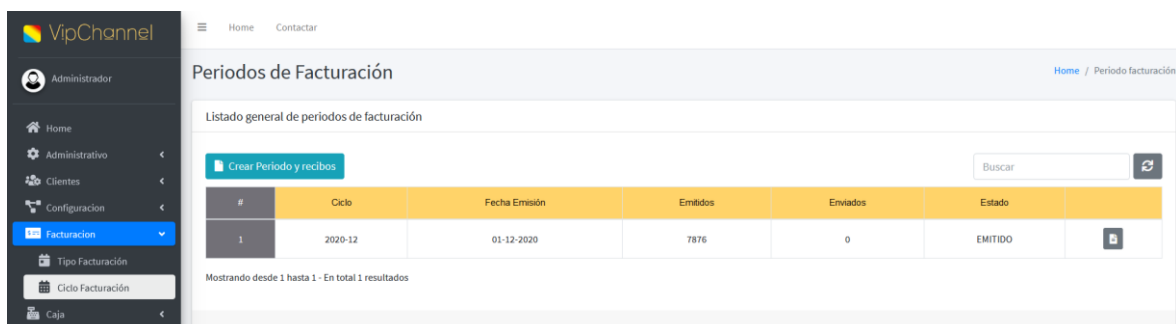 VipChannel
Home Contactar
Administrador
Periodos de Facturación
Home / Periodo facturación
Listado general de periodos de facturación
Home
Administrativo
Clientes
Configuracion
Facturacion
Tipo Facturación
Ciclo Facturación
Caja
Crear Periodo y recibos
Buscar
# Ciclo Fecha Emisión Emitidos Enviados Estado
1 2020-12 01-12-2020 7876 0 EMITIDO
Mostrando desde 1 hasta 1 - En total 1 resultados